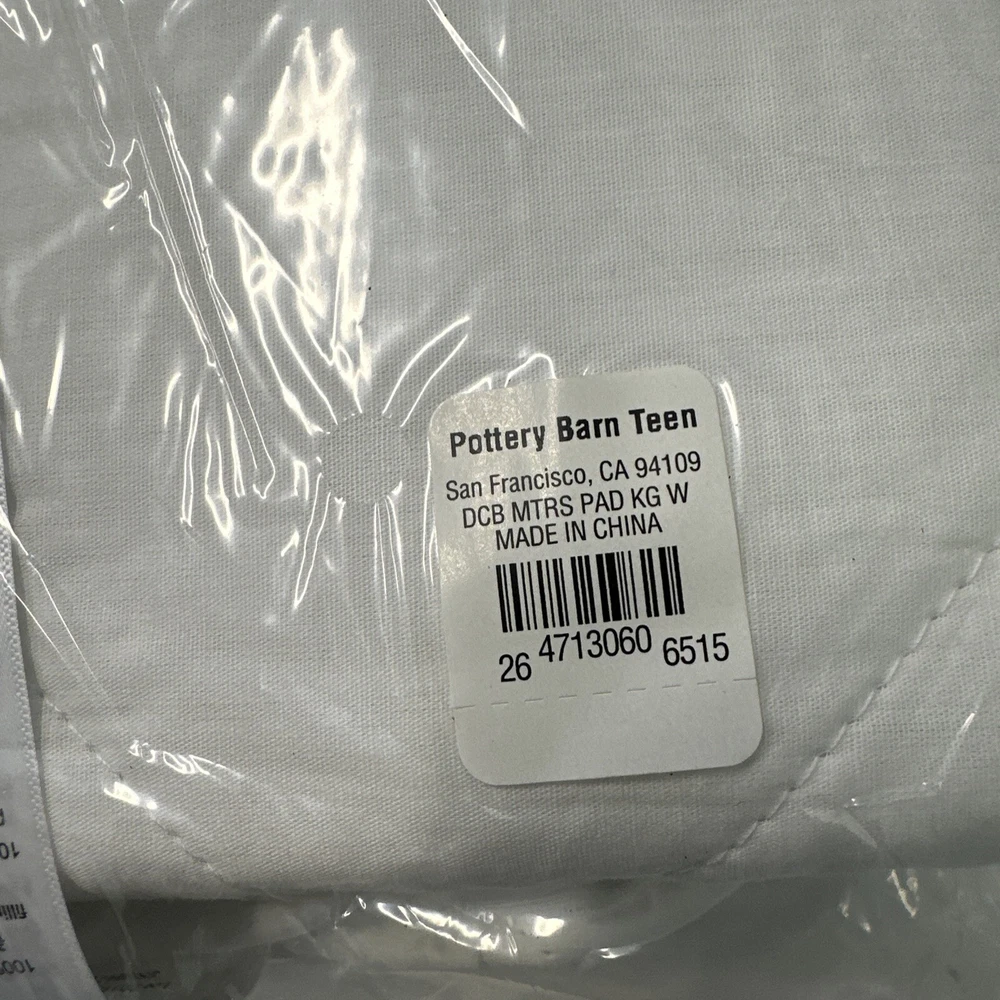 Pottery Barn Teen
San Francisco, CA 94109
DCB MTRS PAD KG W
MADE IN CHINA
26 4713060 6515